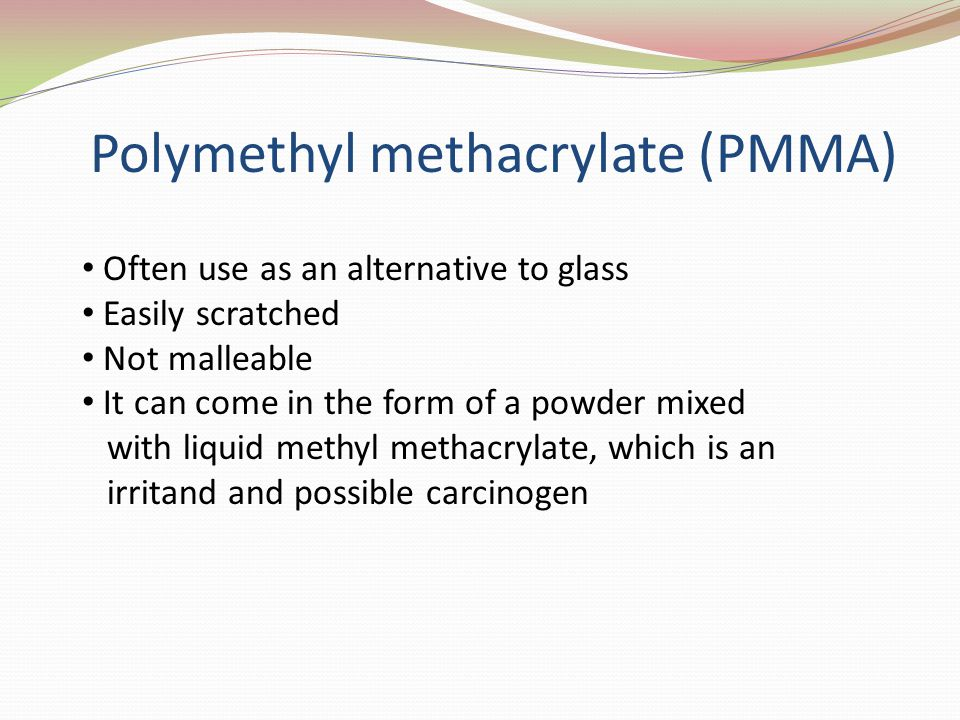 Polymethyl methacrylate (PMMA)
• Often use as an alternative to glass
• Easily scratched
• Not malleable
• It can come in the form of a powder mixed
with liquid methyl methacrylate, which is an
irritand and possible carcinogen